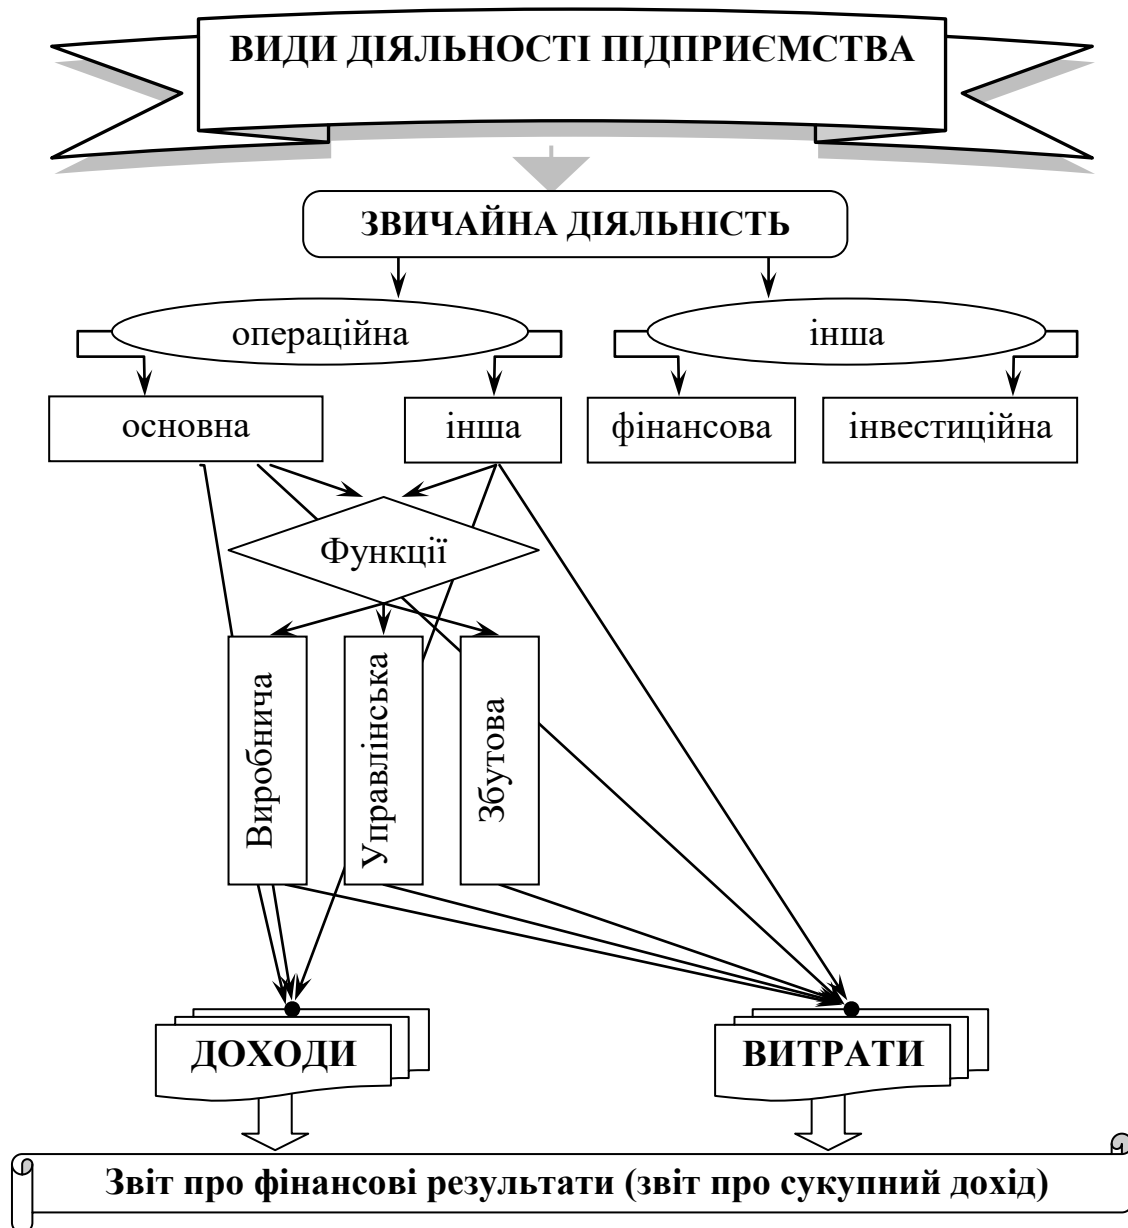 ВИДИ ДІЯЛЬНОСТІ ПІДПРИЄМСТВА
ЗВИЧАЙНА ДІЯЛЬНІСТЬ
операційна
інша
основна
інша
фінансова
інвестиційна
Функції
Виробнича
Управлінська
Збутова
ДОХОДИ
ВИТРАТИ
Звіт про фінансові результати (звіт про сукупний дохід)